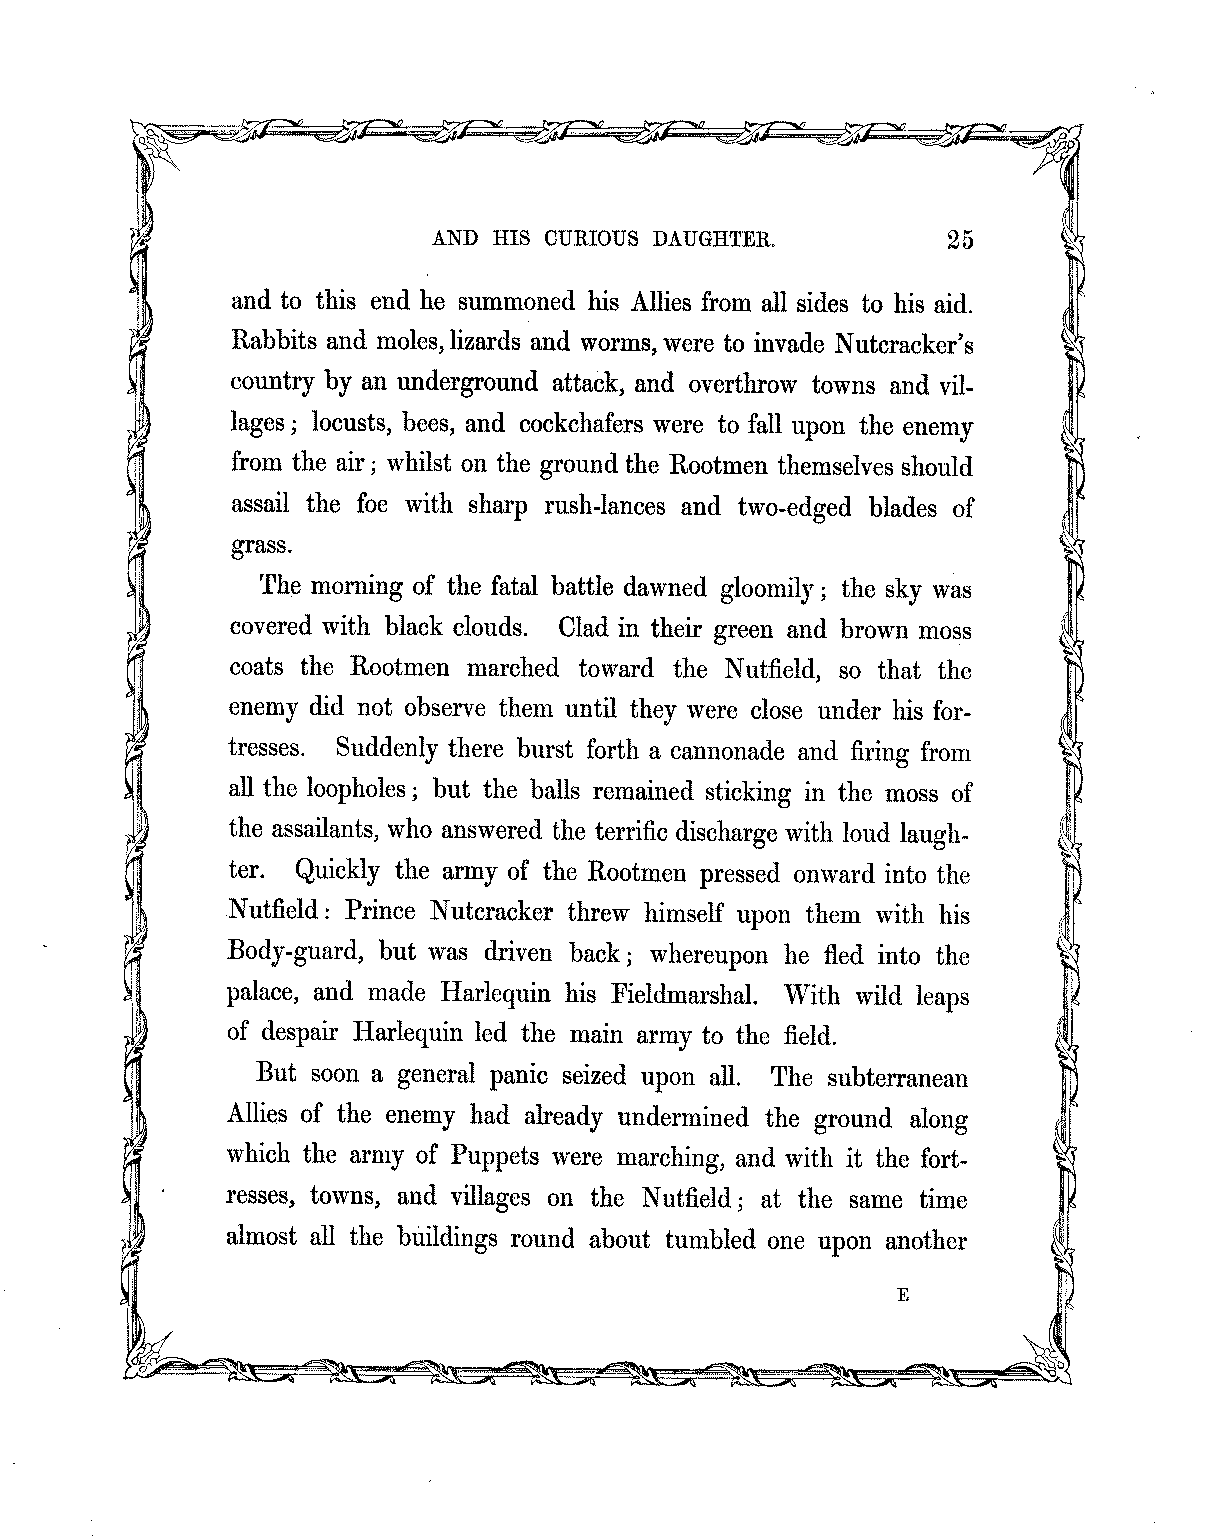 AND HIS CURIOUS DAUGHTER. 25
and to this end he summoned his Allies from all sides to his aid.
Rabbits and moles, lizards and worms, were to invade Nutcracker's
country by an underground attack, and overthrow towns and vil-
lages; locusts, bees, and cockchafers were to fall upon the enemy
from the air; whilst on the ground the Rootmen themselves should
assail the foe with sharp rush-lances and two-edged blades of
grass.
The morning of the fatal battle dawned gloomily; the sky was
covered with black clouds. Clad in their green and brown moss
coats the Rootmen marched toward the Nutfield, so that the
enemy did not observe them until they were close under his for-
tresses. Suddenly there burst forth a cannonade and firing from
all the loopholes; but the balls remained sticking in the moss of
the assailants, who answered the terrific discharge with loud laugh-
ter. Quickly the army of the Rootmen pressed onward into the
Nutfield: Prince Nutcracker threw himself upon them with his
Body-guard, but was driven back; whereupon he fled into the
palace, and made Harlequin his Fieldmarshal. With wild leaps
of despair Harlequin led the main army to the field.
But soon a general panic seized upon all. The subterranean
Allies of the enemy had already undermined the ground along
which the army of Puppets were marching, and with it the fort-
resses, towns, and villages on the Nutfield; at the same time
almost all the buildings round about tumbled one upon another
E